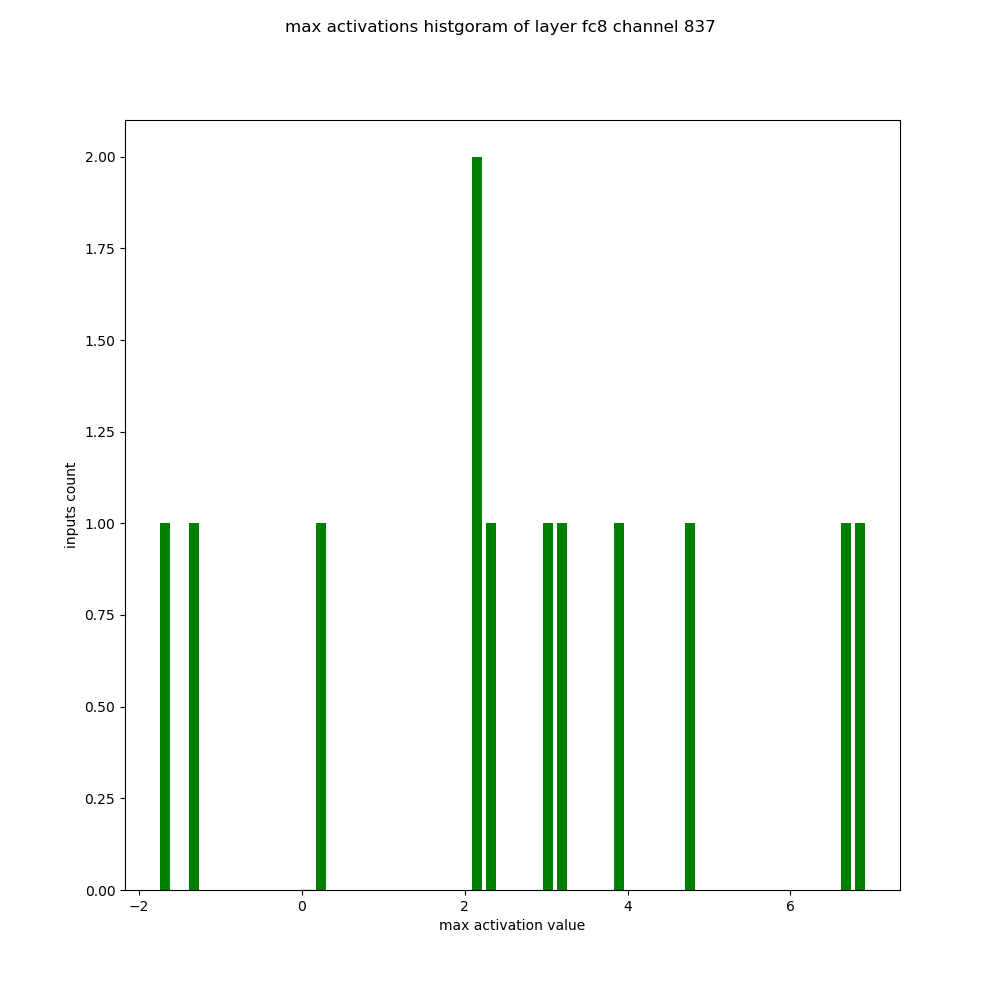 max activations histgoram of layer fc8 channel 837
2.00
1.75
1.50
1.25
1.00
0.75
0.50
0.25
0.00
inputs count
−2 0 2 4 6
max activation value